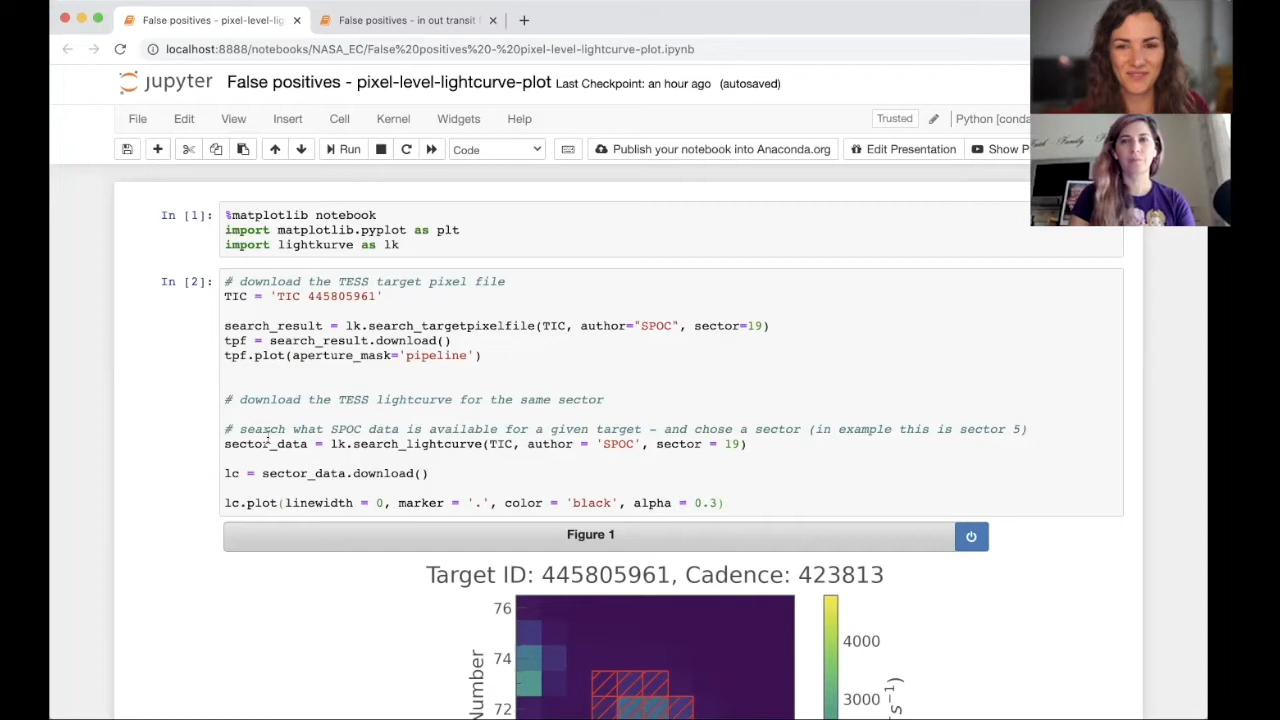 False positives - pixel-level-lig
False positives - in out transit
localhost:8888/notebooks/NASA_EC/False%20positives%20-%20pixel-level-lightcurve-plot.ipynb
jupyter False positives - pixel-level-lightcurve-plot Last Checkpoint: an hour ago (autosaved)
File Edit View Insert Cell Kernel Widgets Help Trusted Python [conda
Run Code Publish your notebook into Anaconda.org Edit Presentation Show P
In [1]: %matplotlib notebook
import matplotlib.pyplot as plt
import lightkurve as lk
In [2]: # download the TESS target pixel file
TIC = 'TIC 445805961'
search_result = lk.search_targetpixelfile(TIC, author="SPOC", sector=19)
tpf = search_result.download()
tpf.plot(aperture_mask='pipeline')
# download the TESS lightcurve for the same sector
# search what SPOC data is available for a given target - and chose a sector (in example this is sector 5)
sector_data = lk.search_lightcurve(TIC, author = 'SPOC', sector = 19)
lc = sector_data.download()
lc.plot(linewidth = 0, marker = '.', color = 'black', alpha = 0.3)
Figure 1
Target ID: 445805961, Cadence: 423813
76
74
72
Number
4000
3000
s⁻¹)
Family